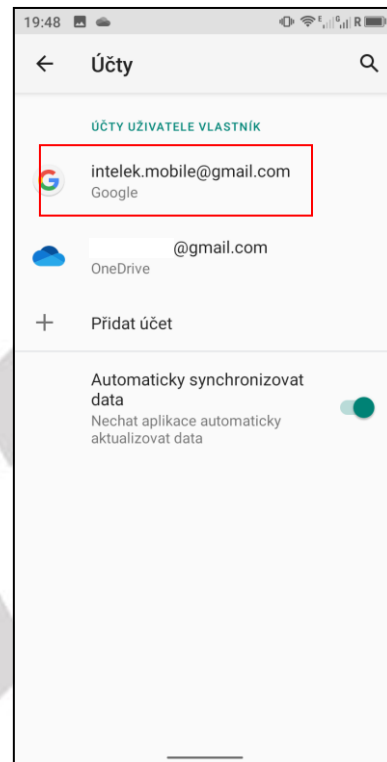 19:48 E G R
Účty
ÚČTY UŽIVATELE VLASTNÍK
intelek.mobile@gmail.com
Google
@gmail.com
OneDrive
Přidat účet
Automaticky synchronizovat
data
Nechat aplikace automaticky
aktualizovat data